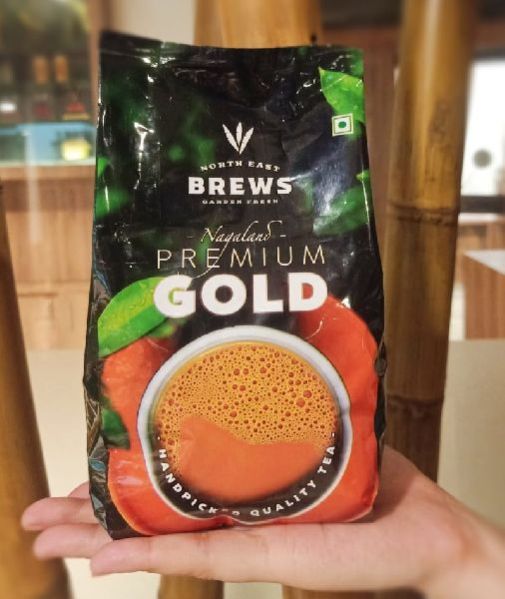 NORTH EAST
BREWS
GARDEN FRESH
- Nagaland -
PREMIUM
GOLD
- HANDPICKED QUALITY TEA -